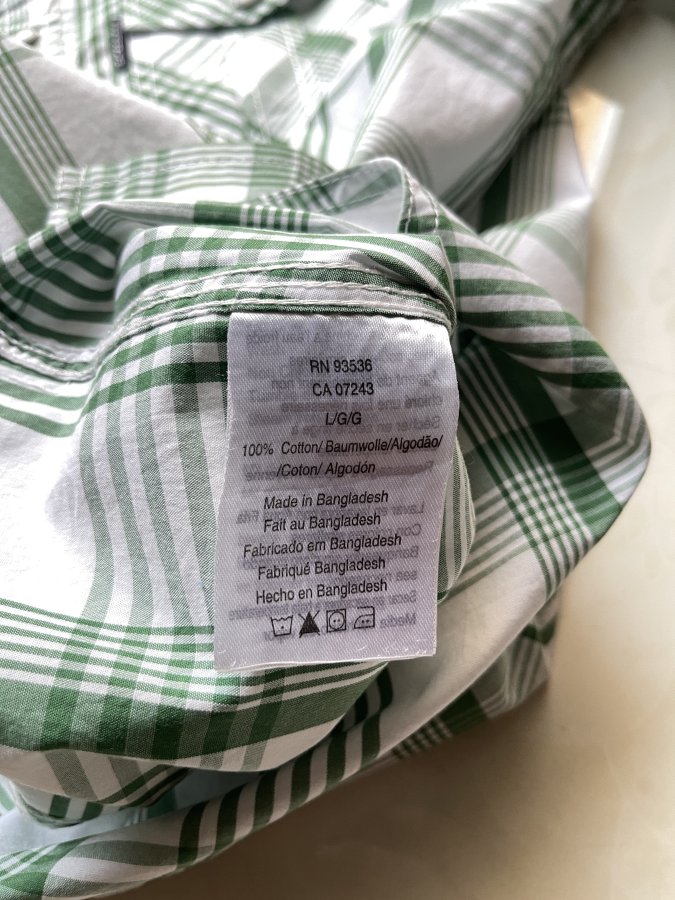 RN 93536
CA 07243
L/G/G
100% Cotton/ Baumwolle/Algodão/
/Coton/ Algodón
Made in Bangladesh
Fait au Bangladesh
Fabricado em Bangladesh
Fabriqué Bangladesh
Hecho en Bangladesh